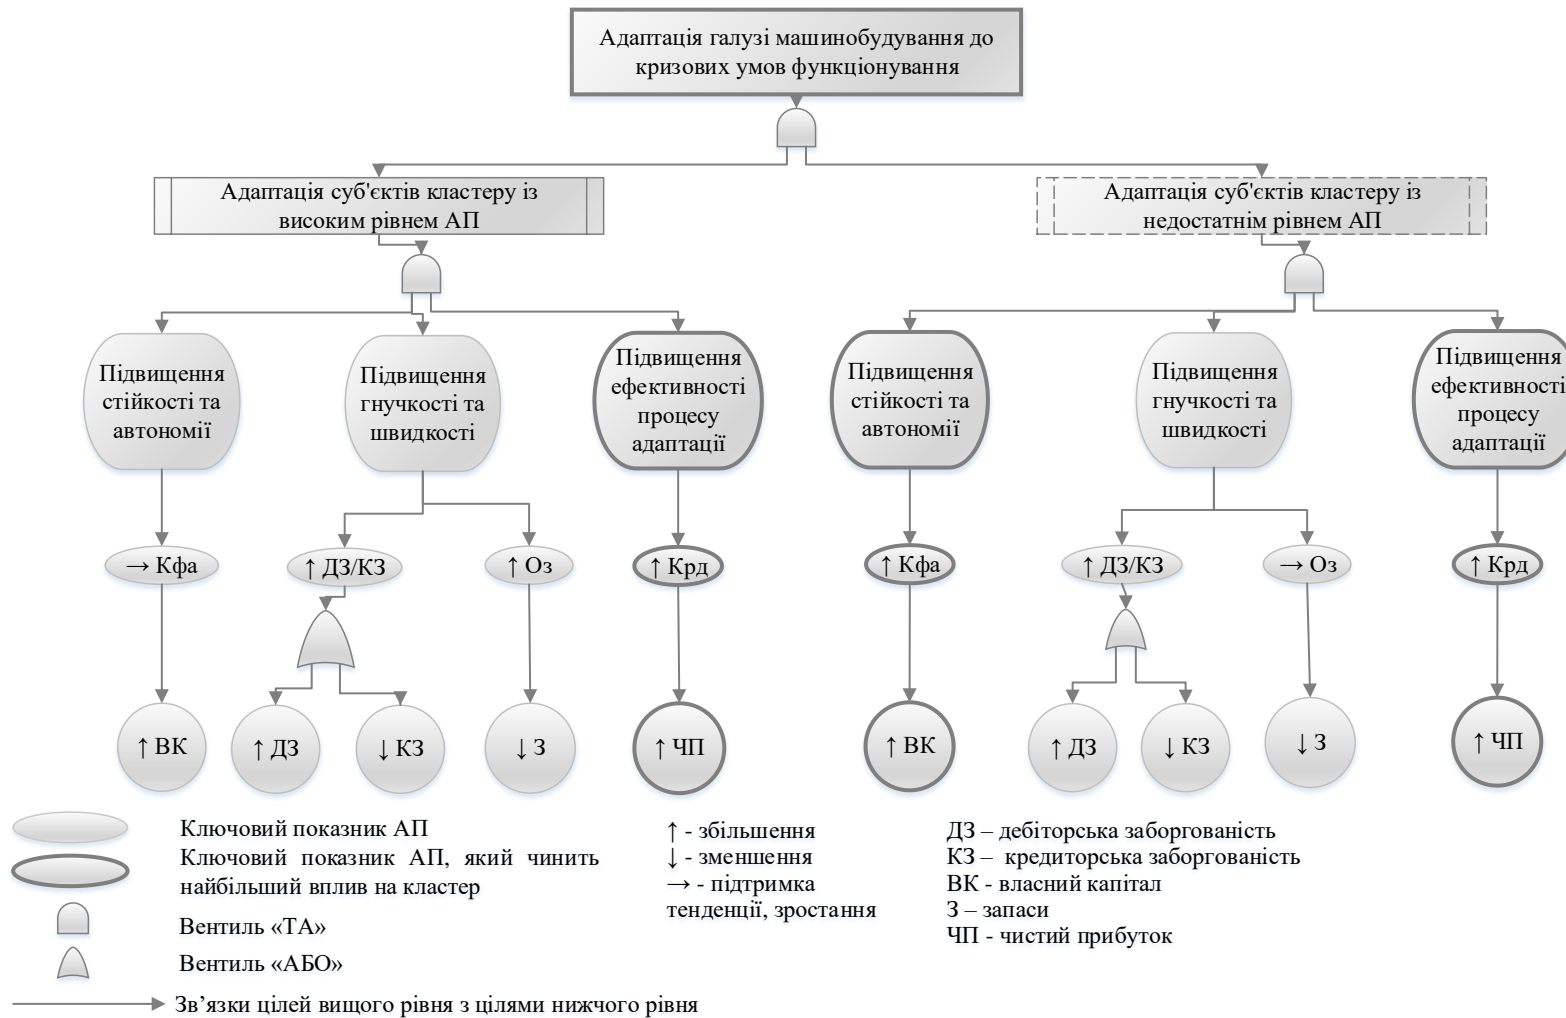 Адаптація галузі машинобудування до
кризових умов функціонування
Адаптація суб'єктів кластеру із
високим рівнем АП
Адаптація суб'єктів кластеру із
недостатнім рівнем АП
Підвищення
стійкості та
автономії
Підвищення
гнучкості та
швидкості
Підвищення
ефективності
процесу
адаптації
Підвищення
стійкості та
автономії
Підвищення
гнучкості та
швидкості
Підвищення
ефективності
процесу
адаптації
→ Кфа
↑ ДЗ/КЗ
↑ Оз
↑ Крд
↑ Кфа
↑ ДЗ/КЗ
→ Оз
↑ Крд
↑ ВК
↑ ДЗ
↓ КЗ
↓ З
↑ ЧП
↑ ВК
↑ ДЗ
↓ КЗ
↓ З
↑ ЧП
Ключовий показник АП
Ключовий показник АП, який чинить
найбільший вплив на кластер
Вентиль «ТА»
Вентиль «АБО»
Зв’язки цілей вищого рівня з цілями нижчого рівня
↑ - збільшення
↓ - зменшення
→ - підтримка
тенденції, зростання
ДЗ – дебіторська заборгованість
КЗ – кредиторська заборгованість
ВК - власний капітал
З – запаси
ЧП - чистий прибуток